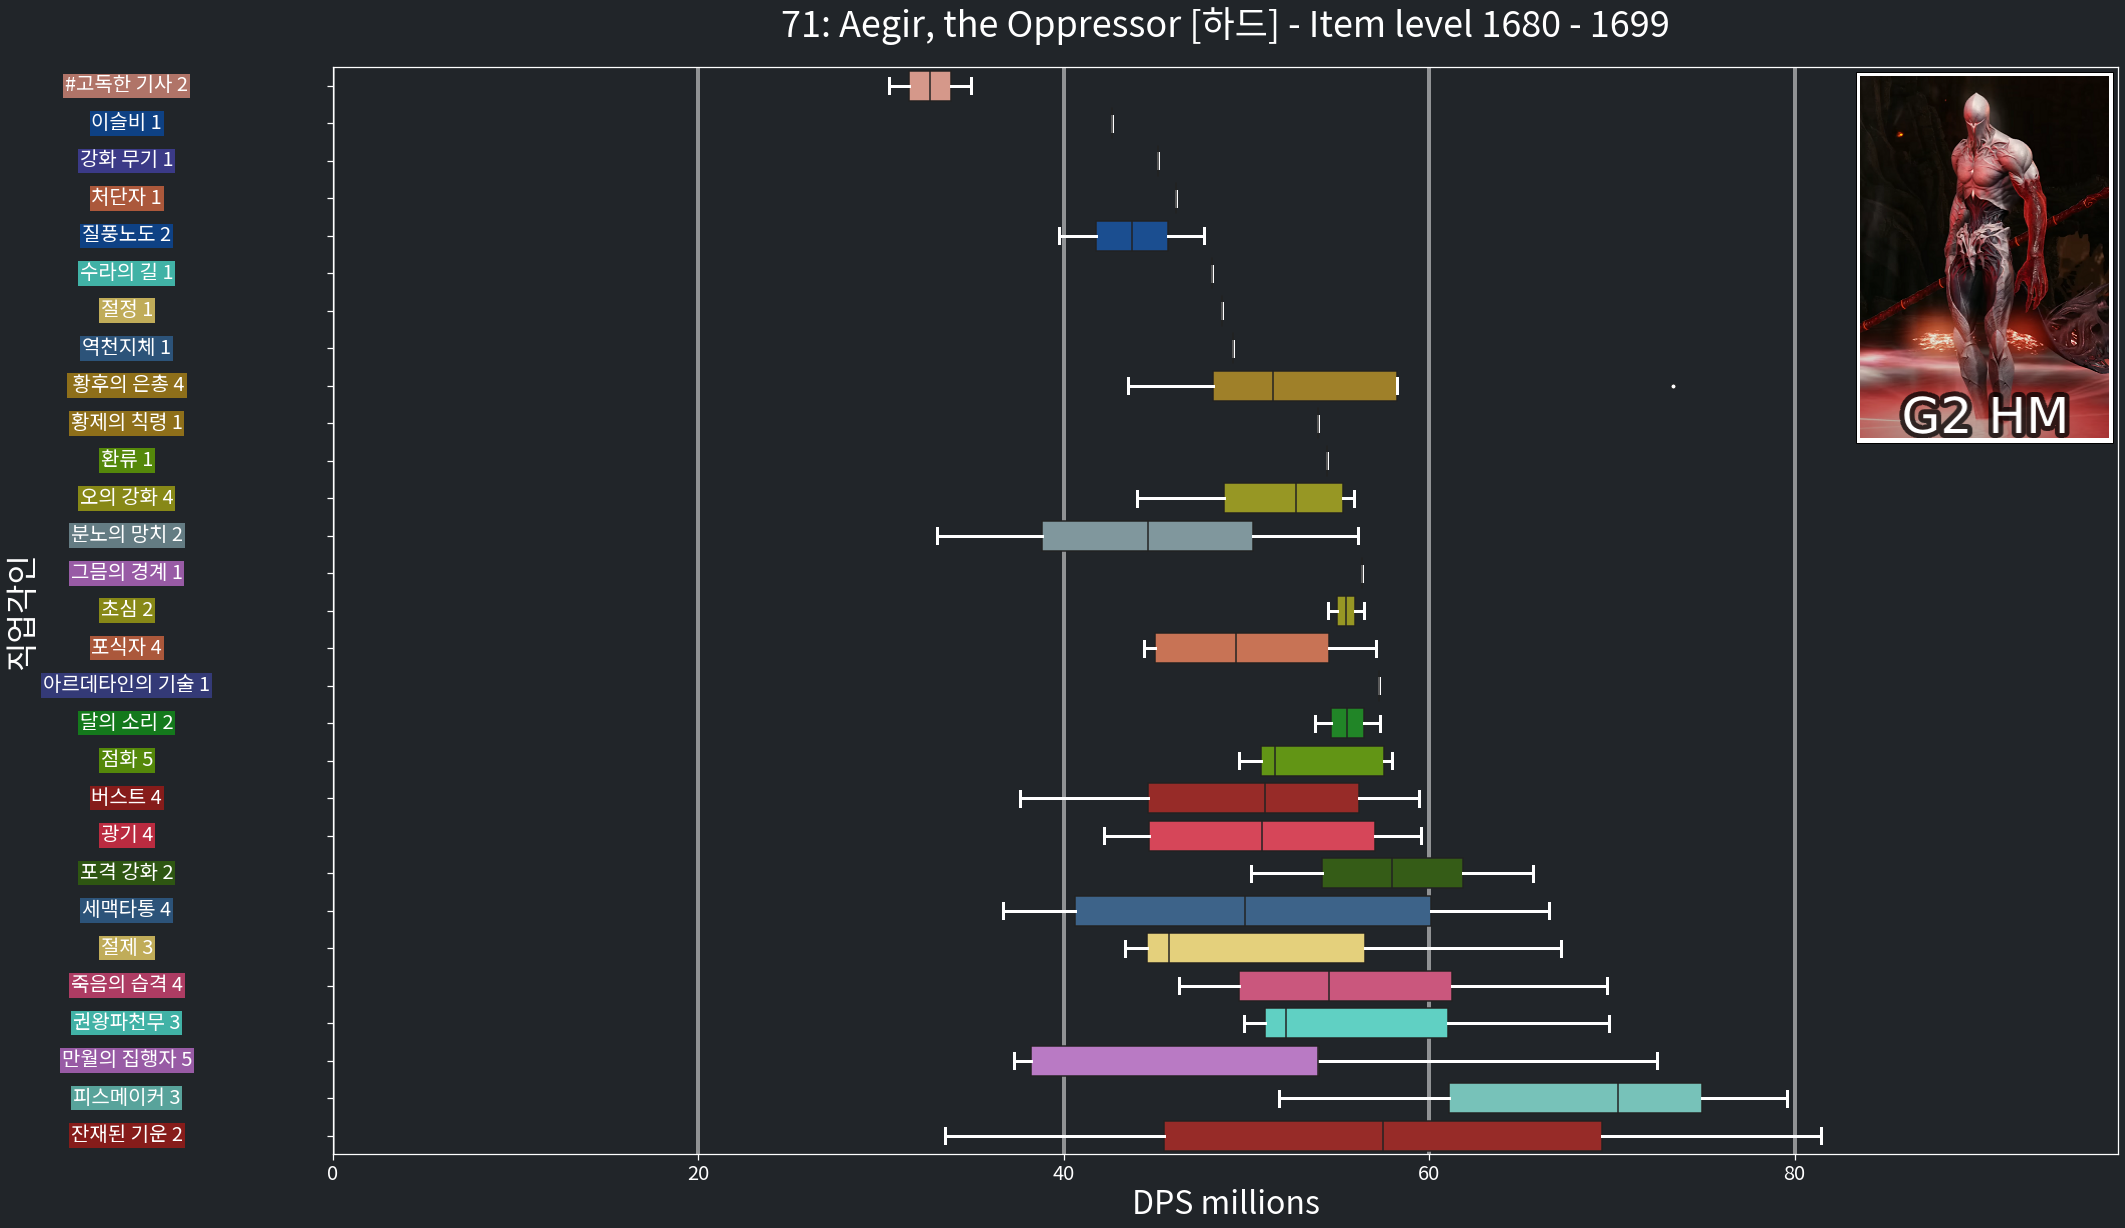 71: Aegir, the Oppressor [하드] - Item level 1680 - 1699
#고독한 기사 2
이슬비 1
강화 무기 1
처단자 1
질풍노도 2
수라의 길 1
절정 1
역천지체 1
황후의 은총 4
황제의 칙령 1
환류 1
오의 강화 4
분노의 망치 2
그믐의 경계 1
초심 2
포식자 4
아르데타인의 기술 1
달의 소리 2
점화 5
버스트 4
광기 4
포격 강화 2
세맥타통 4
절제 3
죽음의 습격 4
권왕파천무 3
만월의 집행자 5
피스메이커 3
잔재된 기운 2
직업각인
G2 HM
0 20 40 60 80
DPS millions